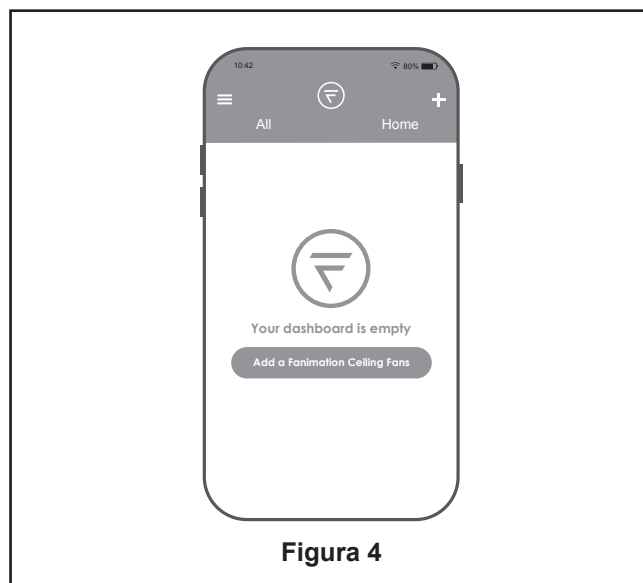 10:42 80%
All Home
Your dashboard is empty
Add a Fanimation Ceiling Fans
Figura 4